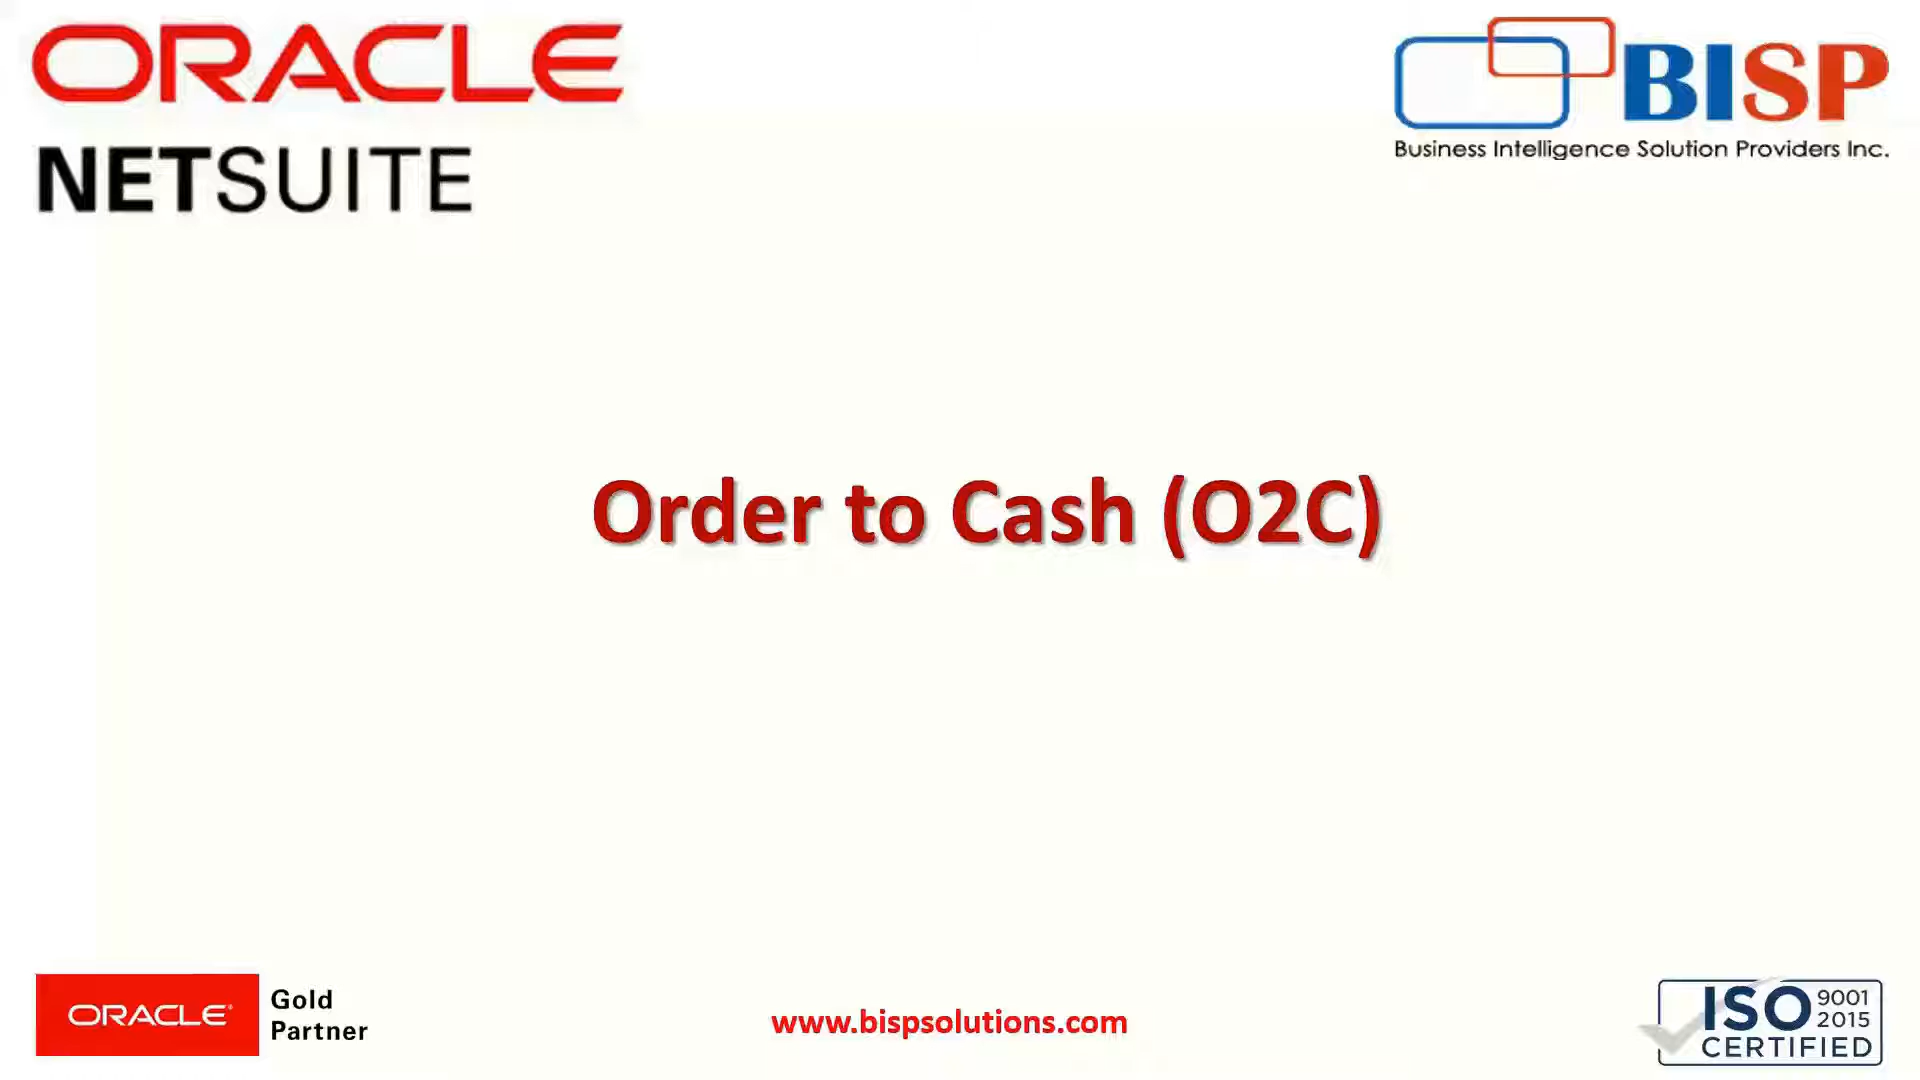 ORACLE
NETSUITE
BISP
Business Intelligence Solution Providers Inc.
Order to Cash (O2C)
ORACLE®
Gold
Partner
www.bispsolutions.com
ISO 9001
2015
CERTIFIED